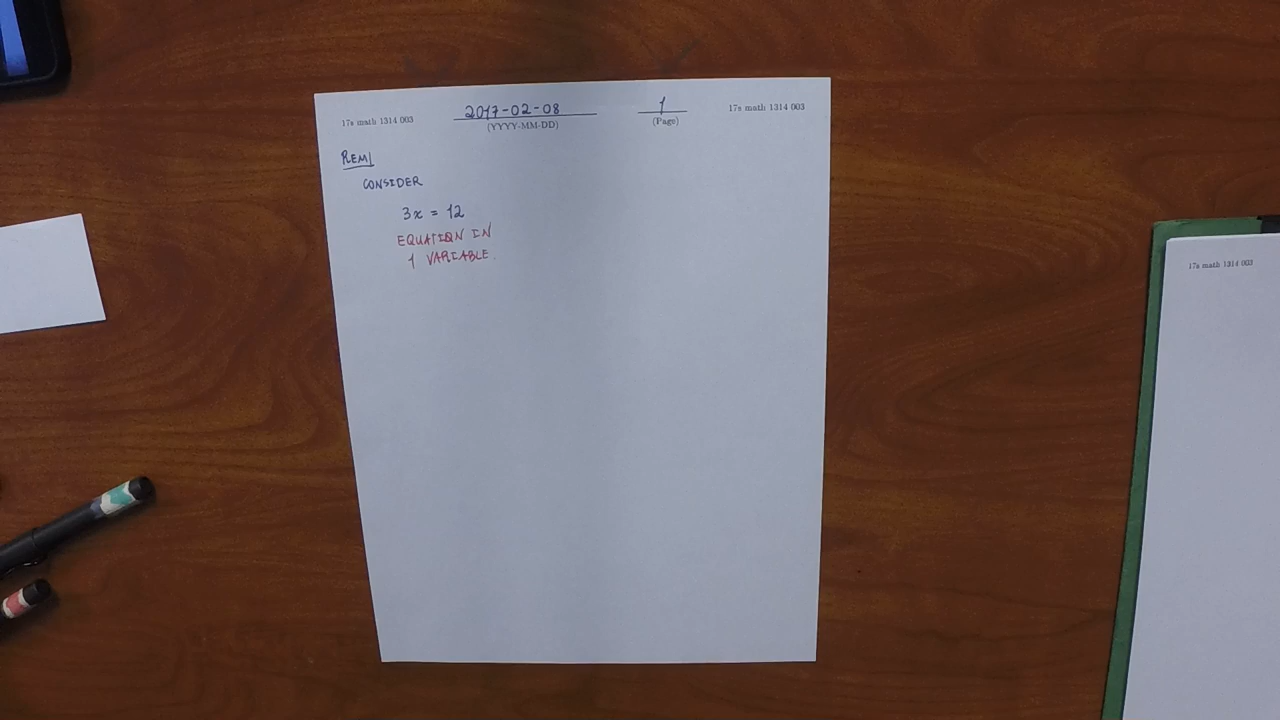 17s math 1314 003 2017-02-08 1 17s math 1314 003
(YYYY-MM-DD) (Page)
REM|
CONSIDER
3x = 12
EQUATION IN
1 VARIABLE.
17s math 1314 003